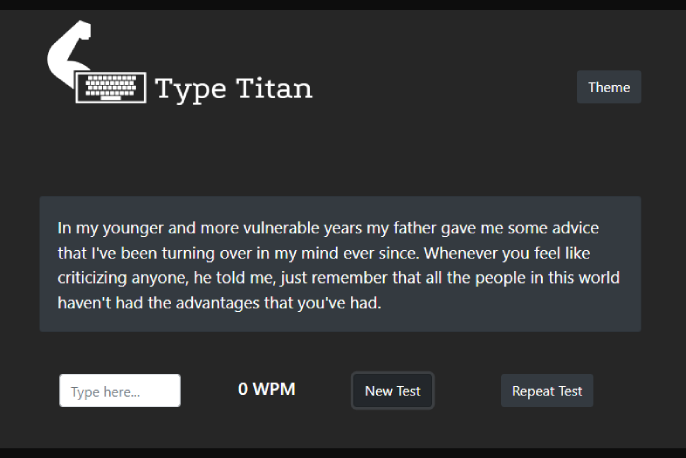 Type Titan
Theme
In my younger and more vulnerable years my father gave me some advice
that I've been turning over in my mind ever since. Whenever you feel like
criticizing anyone, he told me, just remember that all the people in this world
haven't had the advantages that you've had.
Type here...
0 WPM
New Test
Repeat Test